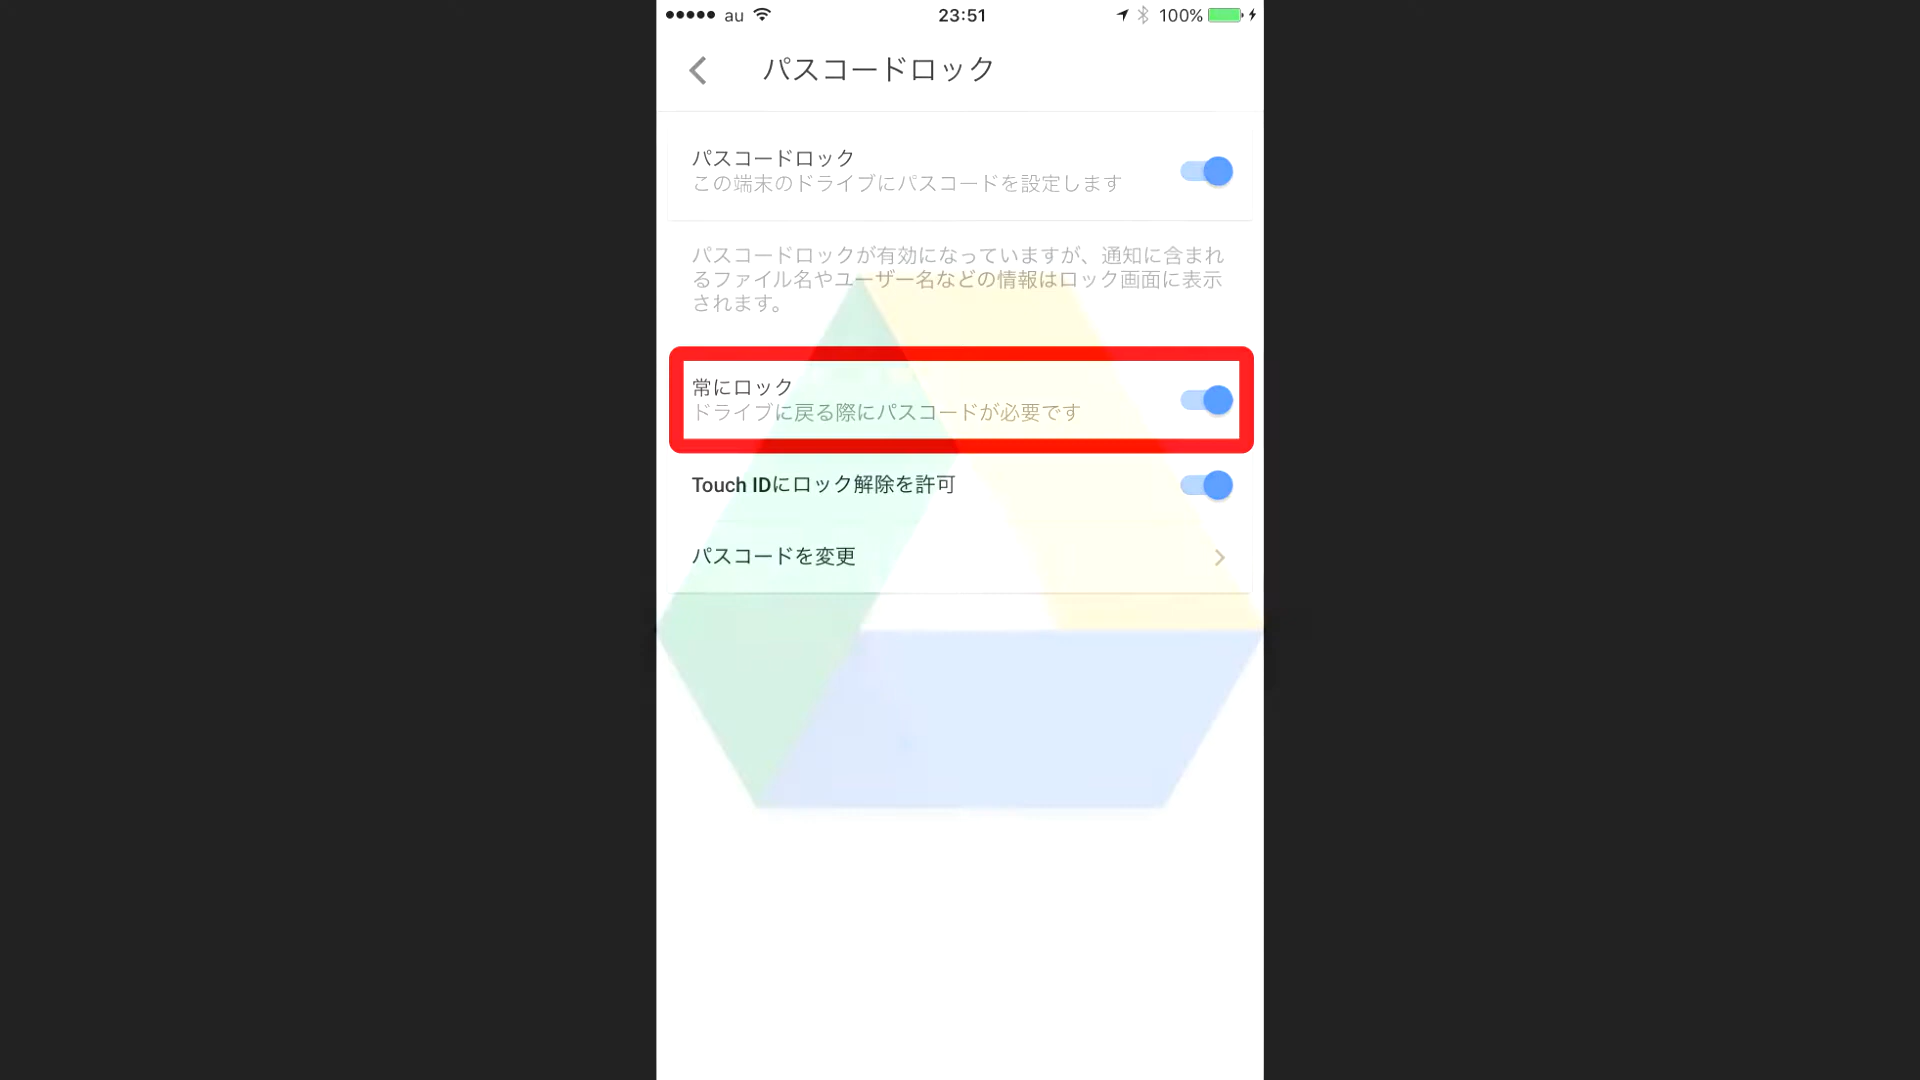 au 23:51 100%
パスコードロック
パスコードロック
この端末のドライブにパスコードを設定します
パスコードロックが有効になっていますが、通知に含まれ
るファイル名やユーザー名などの情報はロック画面に表示
されます。
常にロック
ドライブに戻る際にパスコードが必要です
Touch IDにロック解除を許可
パスコードを変更